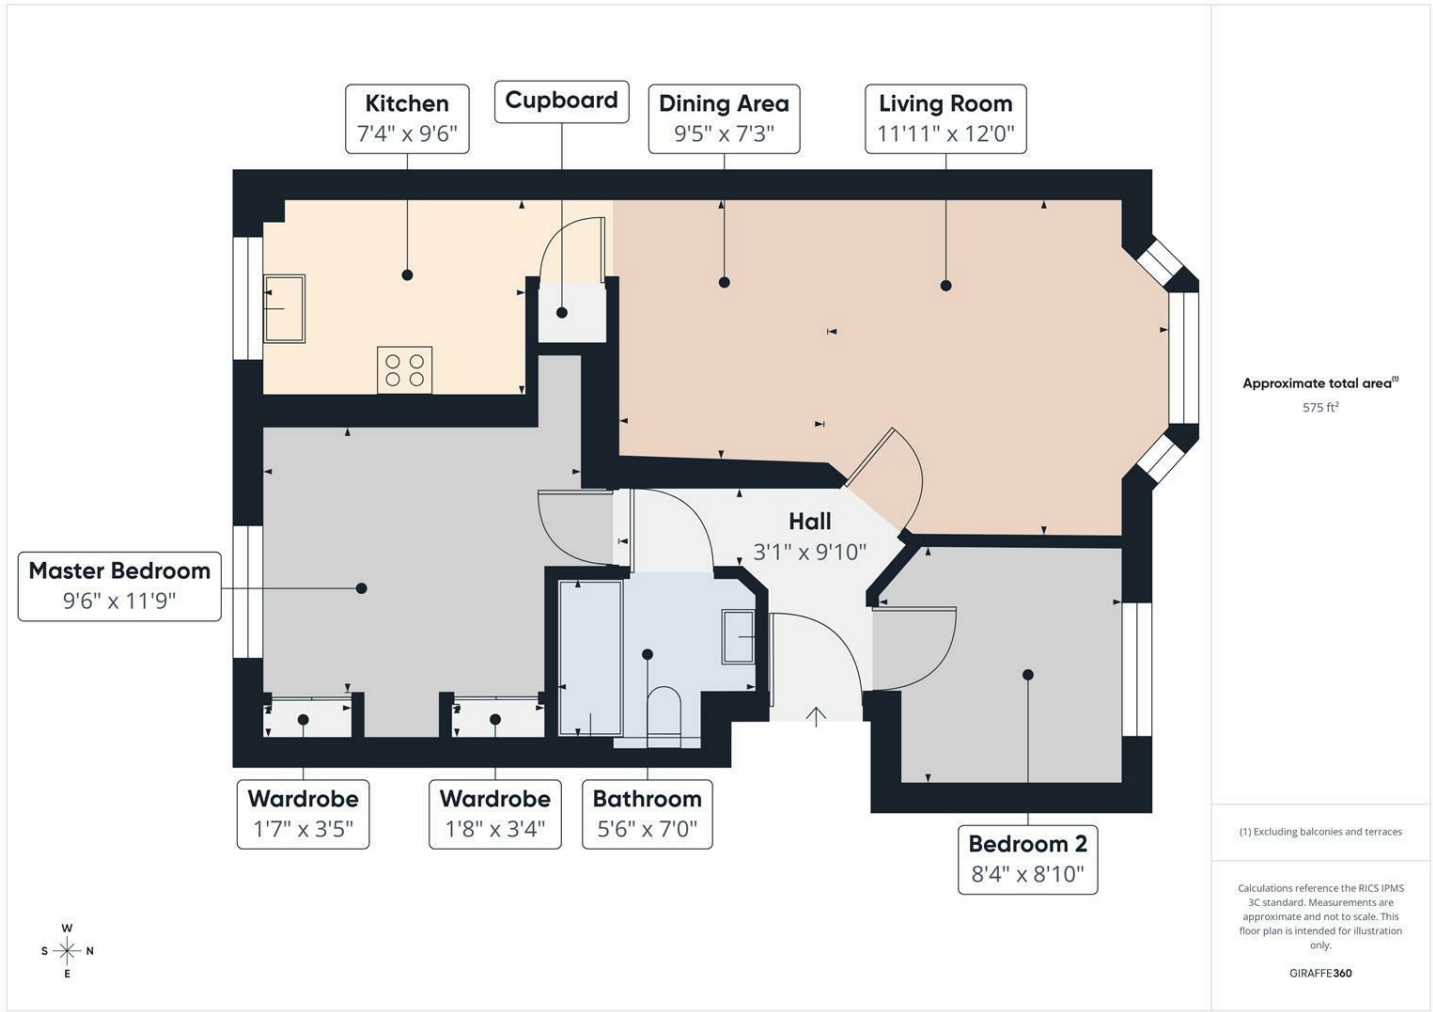 Kitchen
7'4" x 9'6"
Cupboard
Dining Area
9'5" x 7'3"
Living Room
11'11" x 12'0"
Hall
3'1" x 9'10"
Master Bedroom
9'6" x 11'9"
Wardrobe
1'7" x 3'5"
Wardrobe
1'8" x 3'4"
Bathroom
5'6" x 7'0"
Bedroom 2
8'4" x 8'10"
W
S N
E
Approximate total area(1)
575 ft²
(1) Excluding balconies and terraces
Calculations reference the RICS IPMS
3C standard. Measurements are
approximate and not to scale. This
floor plan is intended for illustration
only.
GIRAFFE360